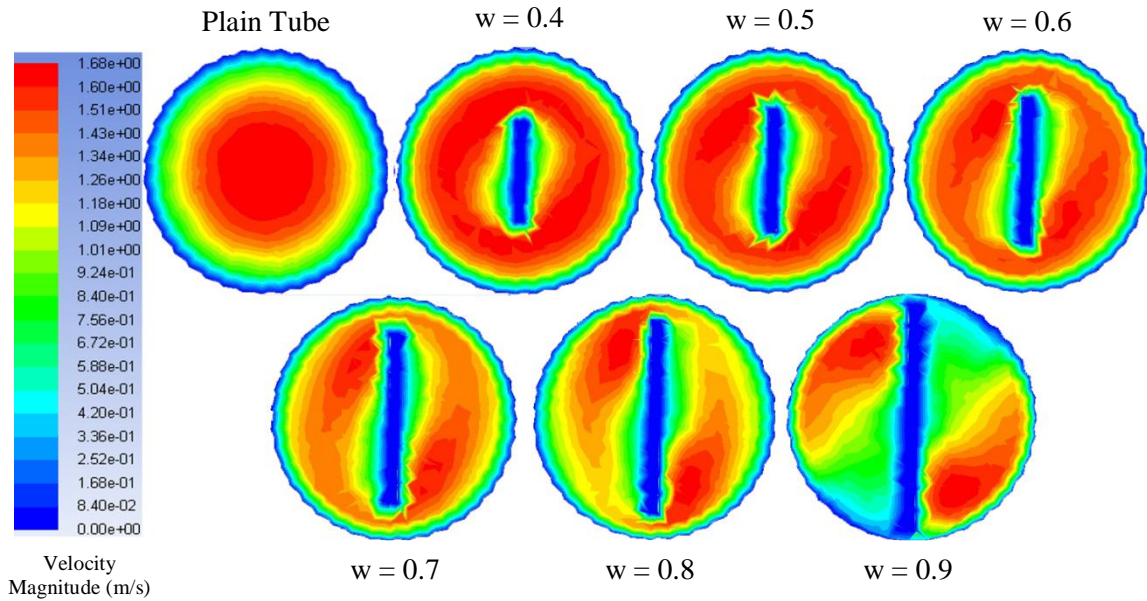 Plain Tube
w = 0.4
w = 0.5
w = 0.6
1.68e+00
1.60e+00
1.51e+00
1.43e+00
1.34e+00
1.26e+00
1.18e+00
1.09e+00
1.01e+00
9.24e-01
8.40e-01
7.56e-01
6.72e-01
5.88e-01
5.04e-01
4.20e-01
3.36e-01
2.52e-01
1.68e-01
8.40e-02
0.00e+00
Velocity
Magnitude (m/s)
w = 0.7
w = 0.8
w = 0.9